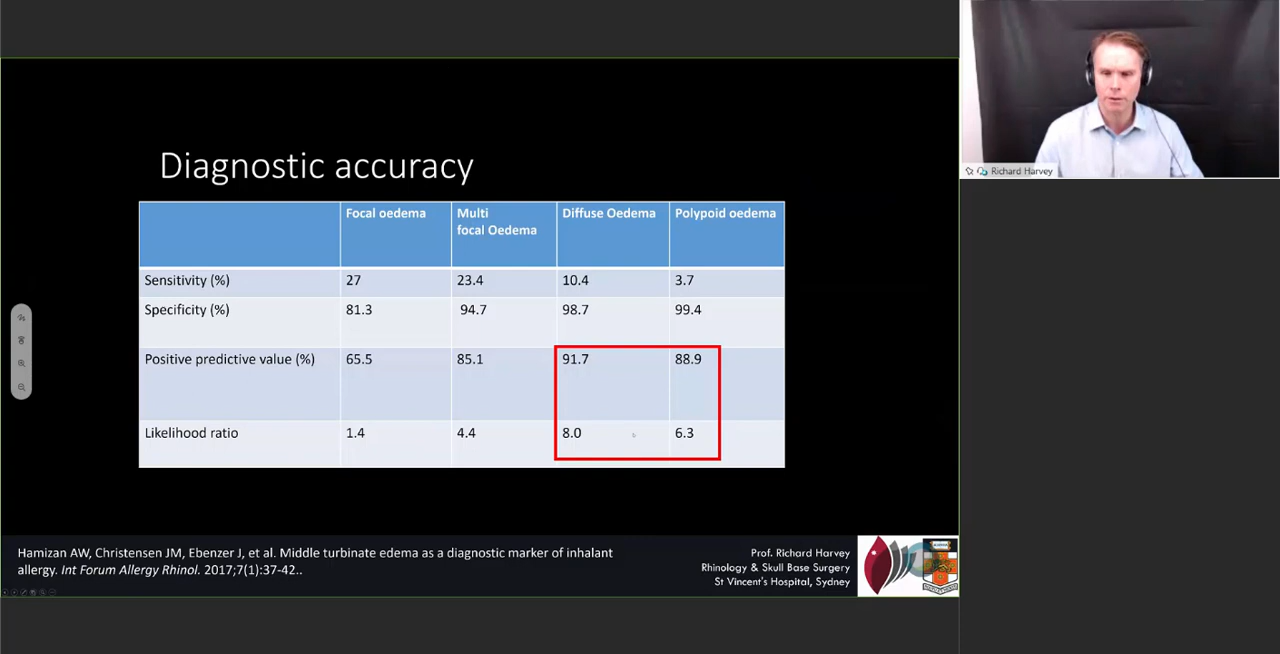 Richard Harvey
Diagnostic accuracy
Focal oedema Multi focal Oedema Diffuse Oedema Polypoid oedema
Sensitivity (%) 27 23.4 10.4 3.7
Specificity (%) 81.3 94.7 98.7 99.4
Positive predictive value (%) 65.5 85.1 91.7 88.9
Likelihood ratio 1.4 4.4 8.0 6.3
Hamizan AW, Christensen JM, Ebenzer J, et al. Middle turbinate edema as a diagnostic marker of inhalant
allergy. Int Forum Allergy Rhinol. 2017;7(1):37-42..
Prof. Richard Harvey
Rhinology & Skull Base Surgery
St Vincent's Hospital, Sydney